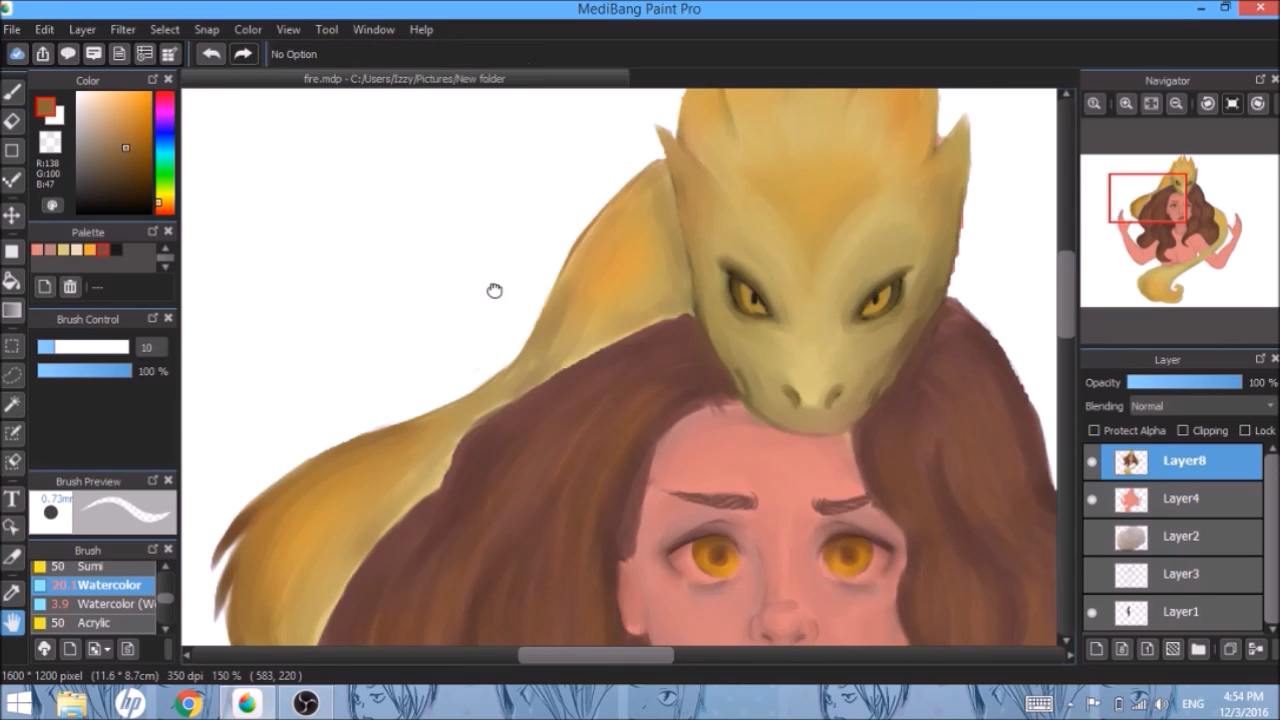 MediBang Paint Pro
File Edit Layer Filter Select Snap Color View Tool Window Help
No Option
Color
fire.mdp - C:/Users/Izzy/Pictures/New folder
Navigator
R:138
G:100
B:47
Palette
---
Brush Control
10
100 %
Layer
Opacity 100 %
Blending Normal
Protect Alpha Clipping Lock
Layer8
Layer4
Layer2
Layer3
Layer1
Brush Preview
0.73m
Brush
50 Sumi
20.1 Watercolor
3.9 Watercolor (W
50 Acrylic
T
1600 * 1200 pixel (11.6 * 8.7cm) 350 dpi 150 % ( 583, 220 )
hp
ENG
4:54 PM
12/3/2016